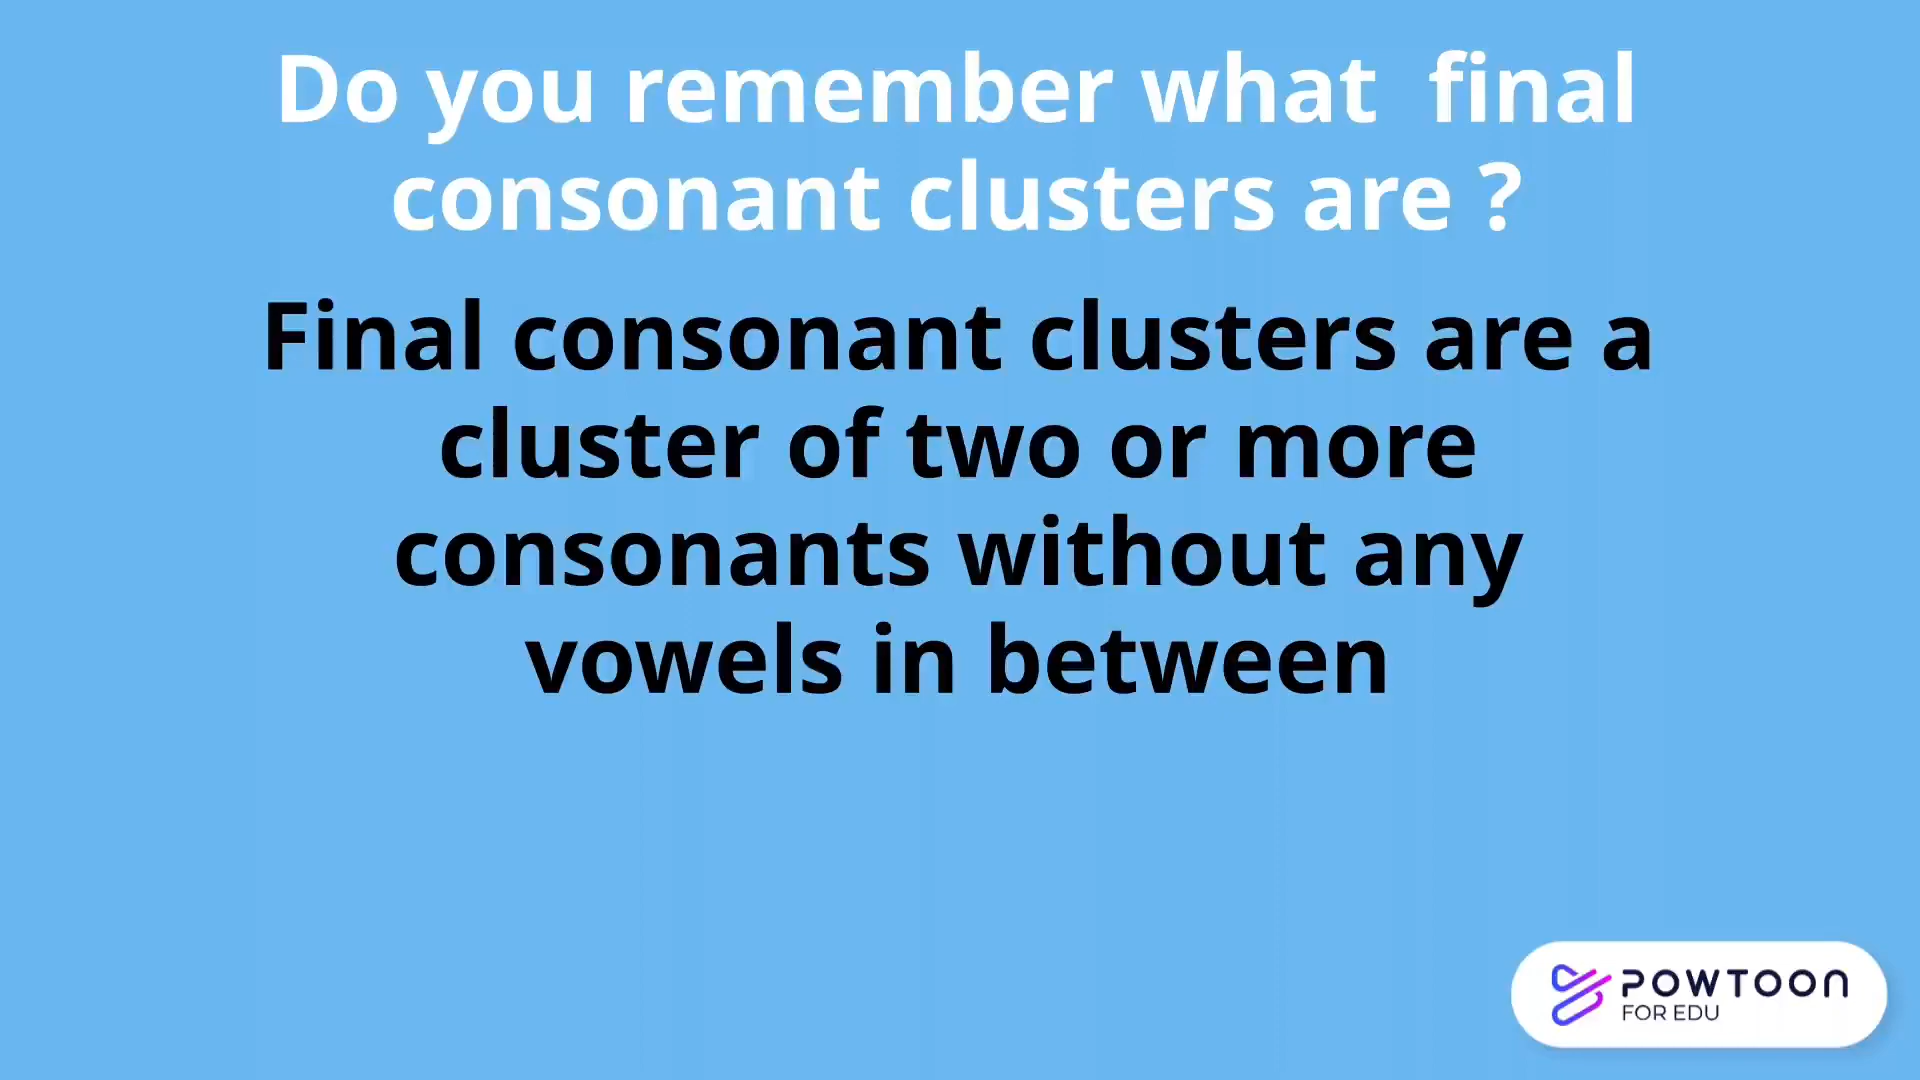 Do you remember what final
consonant clusters are ?
Final consonant clusters are a
cluster of two or more
consonants without any
vowels in between
POWTOON
FOR EDU